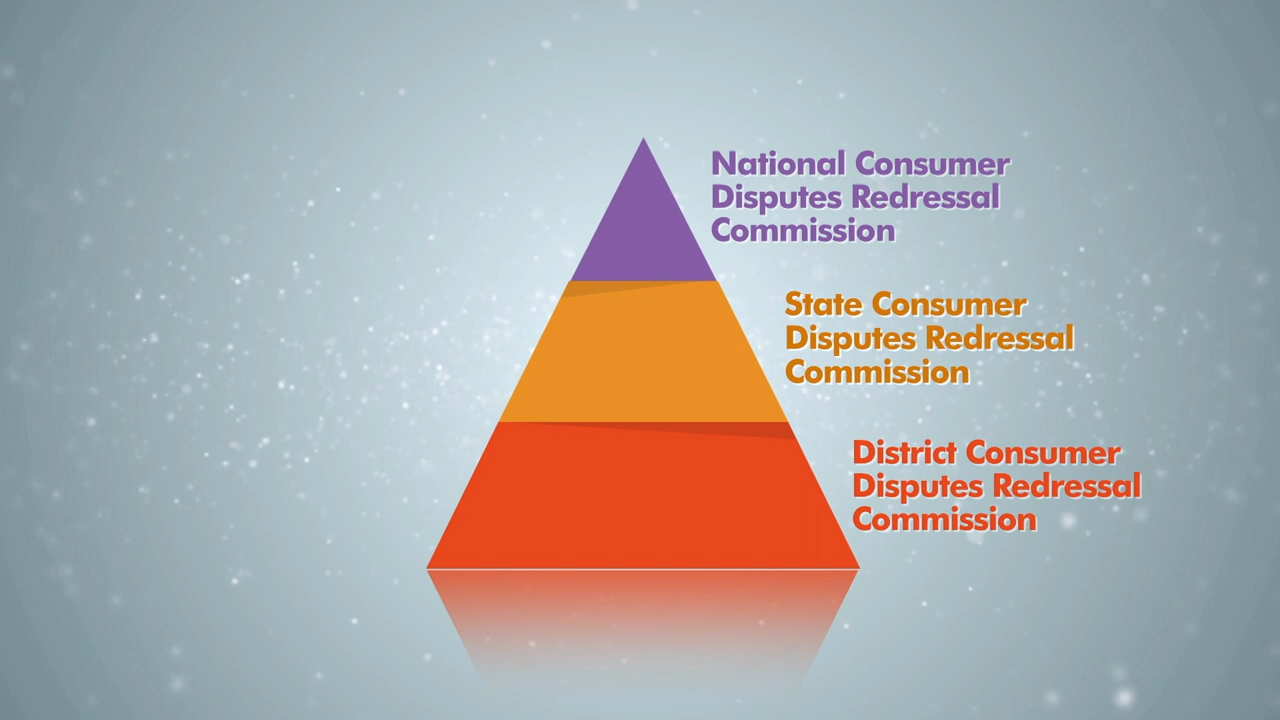 National Consumer
Disputes Redressal
Commission
State Consumer
Disputes Redressal
Commission
District Consumer
Disputes Redressal
Commission